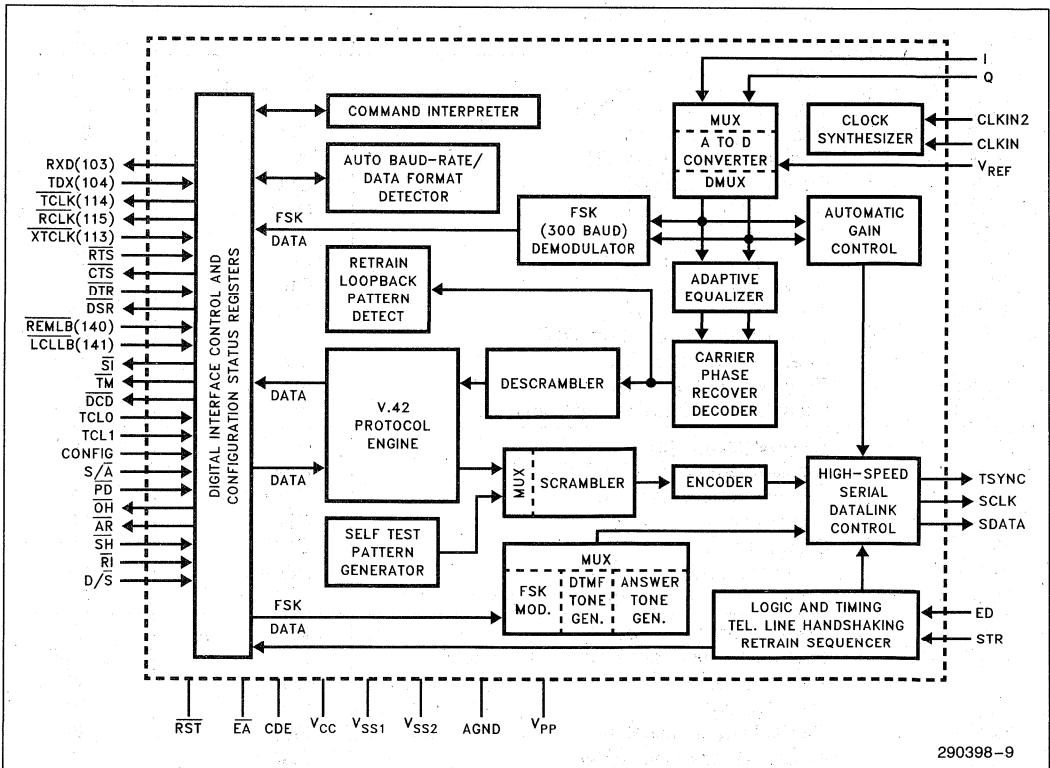 I
Q
CLKIN2
CLKIN
VREF
RXD(103)
TDX(104)
TCLK(114)
RCLK(115)
XTCLK(113)
RTS
CTS
DTR
DSR
REMLB(140)
LCLLB(141)
SI
TM
DCD
TCL0
TCL1
CONFIG
S/A
PD
OH
AR
SH
RI
D/S
DIGITAL INTERFACE CONTROL AND
CONFIGURATION STATUS REGISTERS
COMMAND INTERPRETER
AUTO BAUD-RATE/
DATA FORMAT
DETECTOR
MUX
A TO D
CONVERTER
DMUX
CLOCK
SYNTHESIZER
FSK
DATA
FSK
(300 BAUD)
DEMODULATOR
AUTOMATIC
GAIN
CONTROL
RETRAIN
LOOPBACK
PATTERN
DETECT
ADAPTIVE
EQUALIZER
DATA
DATA
V.42
PROTOCOL
ENGINE
DESCRAMBLER
CARRIER
PHASE
RECOVER
DECODER
MUX
SCRAMBLER
ENCODER
HIGH-SPEED
SERIAL
DATALINK
CONTROL
TSYNC
SCLK
SDATA
SELF TEST
PATTERN
GENERATOR
FSK
DATA
MUX
FSK
MOD.
DTMF
TONE
GEN.
ANSWER
TONE
GEN.
LOGIC AND TIMING
TEL. LINE HANDSHAKING
RETRAIN SEQUENCER
ED
STR
RST
EA
CDE
VCC
VSS1
VSS2
AGND
VPP
290398-9